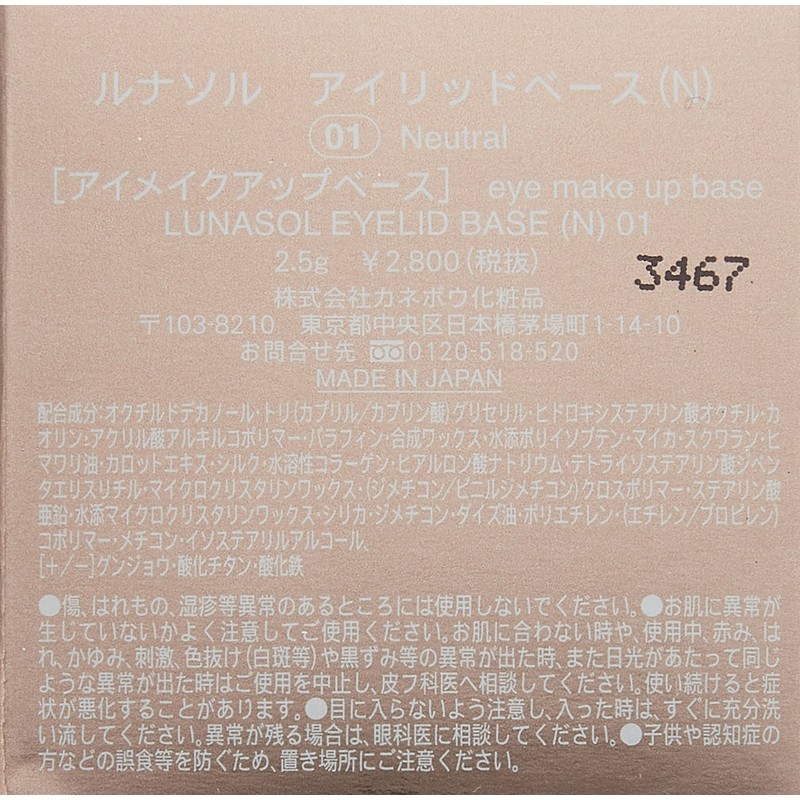 ルナソル アイリッドベース(N)
01 Neutral
[アイメイクアップベース] eye make up base
LUNASOL EYELID BASE (N) 01
2.5g ¥2,800(税抜)
3467
株式会社カネボウ化粧品
〒103-8210 東京都中央区日本橋茅場町1-14-10
お問合せ先 0120-518-520
MADE IN JAPAN
配合成分:オクチルドデカノール・トリ(カプリル/カプリン酸)グリセリル・ヒドロキシステアリン酸オクチル・カ
オリン・アクリル酸アルキルコポリマー・パラフィン・合成ワックス・水添ポリイソブテン・マイカ・スクワラン・ヒ
マワリ油・カロットエキス・シルク・水溶性コラーゲン・ヒアルロン酸ナトリウム・テトライソステアリン酸ジペン
タエリスリチル・マイクロクリスタリンワックス・(ジメチコン/ビニルジメチコン)クロスポリマー・ステアリン酸
亜鉛・水添マイクロクリスタリンワックス・シリカ・ジメチコン・ダイズ油・ポリエチレン・(エチレン/プロピレン)
コポリマー・メチコン・イソステアリルアルコール、
[+/-]グンジョウ・酸化チタン・酸化鉄
●傷、はれもの、湿疹等異常のあるところには使用しないでください。●お肌に異常が
生じていないかよく注意してご使用ください。お肌に合わない時や、使用中、赤み、は
れ、かゆみ、刺激、色抜け(白斑等)や黒ずみ等の異常が出た時、また日光があたって同じ
ような異常が出た時はご使用を中止し、皮フ科医へ相談してください。使い続けると症
状が悪化することがあります。●目に入らないよう注意し、入った時は、すぐに充分洗
い流してください。異常が残る場合は、眼科医に相談してください。●子供や認知症の
方などの誤食等を防ぐため、置き場所にご注意ください。